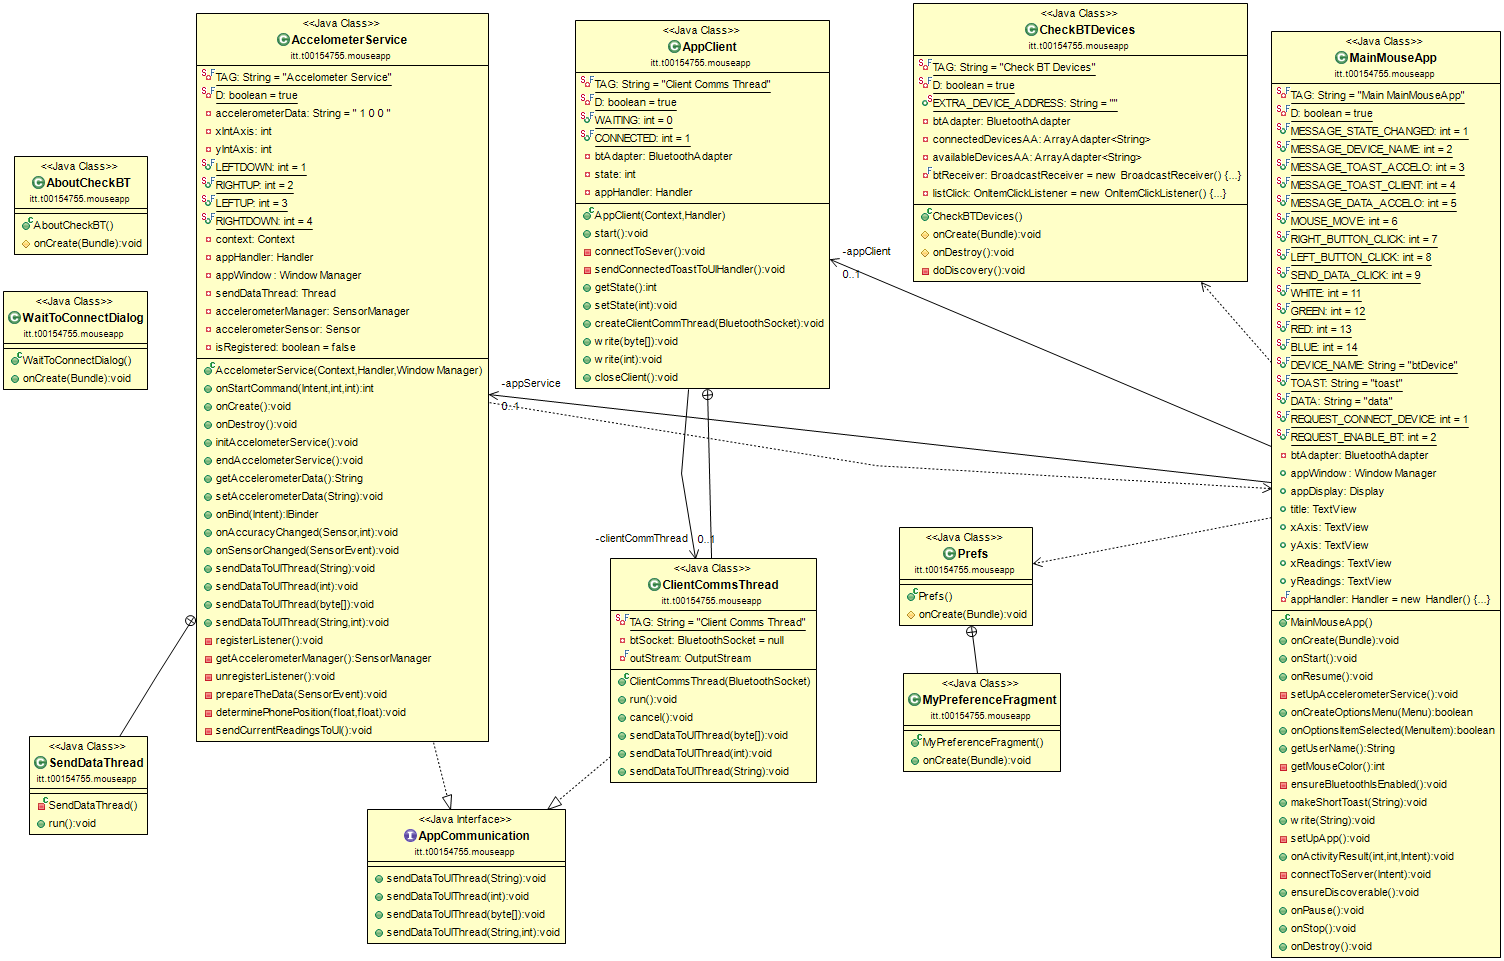 <<Java Class>>
AboutCheckBT
itt.t00154755.mouseapp
AboutCheckBT()
onCreate(Bundle):void
<<Java Class>>
WaitToConnectDialog
itt.t00154755.mouseapp
WaitToConnectDialog()
onCreate(Bundle):void
<<Java Class>>
AccelometerService
itt.t00154755.mouseapp
TAG: String = "Accelometer Service"
D: boolean = true
accelerometerData: String = " 1 0 0 "
xIntAxis: int
yIntAxis: int
LEFTDOWN: int = 1
RIGHTUP: int = 2
LEFTUP: int = 3
RIGHTDOWN: int = 4
context: Context
appHandler: Handler
appWindow: Window Manager
sendDataThread: Thread
accelerometerManager: SensorManager
accelerometerSensor: Sensor
isRegistered: boolean = false
AccelometerService(Context,Handler,Window Manager)
onStartCommand(Intent,int,int):int
onCreate():void
onDestroy():void
initAccelometerService():void
endAccelometerService():void
getAccelerometerData():String
setAccelerometerData(String):void
onBind(Intent):IBinder
onAccuracyChanged(Sensor,int):void
onSensorChanged(SensorEvent):void
sendDataToUIThread(String):void
sendDataToUIThread(int):void
sendDataToUIThread(byte[]):void
sendDataToUIThread(String,int):void
registerListener():void
getAccelerometerManager():SensorManager
unregisterListener():void
prepareTheData(SensorEvent):void
determinePhonePosition(float,float):void
sendCurrentReadingsToUI():void
<<Java Class>>
SendDataThread
itt.t00154755.mouseapp
SendDataThread()
run():void
<<Java Interface>>
AppCommunication
itt.t00154755.mouseapp
sendDataToUIThread(String):void
sendDataToUIThread(int):void
sendDataToUIThread(byte[]):void
sendDataToUIThread(String,int):void
<<Java Class>>
AppClient
itt.t00154755.mouseapp
TAG: String = "Client Comms Thread"
D: boolean = true
WAITING: int = 0
CONNECTED: int = 1
btAdapter: BluetoothAdapter
state: int
appHandler: Handler
AppClient(Context,Handler)
start():void
connectToSever():void
sendConnectedToastToUIHandler():void
getState():int
setState(int):void
createClientCommThread(BluetoothSocket):void
write(byte[]):void
write(int):void
closeClient():void
-appService
0..1
-appClient
0..1
-clientCommThread
0..1
<<Java Class>>
ClientCommsThread
itt.t00154755.mouseapp
TAG: String = "Client Comms Thread"
btSocket: BluetoothSocket = null
outStream: OutputStream
ClientCommsThread(BluetoothSocket)
run():void
cancel():void
sendDataToUIThread(byte[]):void
sendDataToUIThread(int):void
sendDataToUIThread(String):void
<<Java Class>>
CheckBTDevices
itt.t00154755.mouseapp
TAG: String = "Check BT Devices"
D: boolean = true
EXTRA_DEVICE_ADDRESS: String = ""
btAdapter: BluetoothAdapter
connectedDevicesAA: ArrayAdapter<String>
availableDevicesAA: ArrayAdapter<String>
btReceiver: BroadcastReceiver = new BroadcastReceiver() {...}
listClick: OnItemClickListener = new OnItemClickListener() {...}
CheckBTDevices()
onCreate(Bundle):void
onDestroy():void
doDiscovery():void
<<Java Class>>
Prefs
itt.t00154755.mouseapp
Prefs()
onCreate(Bundle):void
<<Java Class>>
MyPreferenceFragment
itt.t00154755.mouseapp
MyPreferenceFragment()
onCreate(Bundle):void
<<Java Class>>
MainMouseApp
itt.t00154755.mouseapp
TAG: String = "Main MainMouseApp"
D: boolean = true
MESSAGE_STATE_CHANGED: int = 1
MESSAGE_DEVICE_NAME: int = 2
MESSAGE_TOAST_ACCELO: int = 3
MESSAGE_TOAST_CLIENT: int = 4
MESSAGE_DATA_ACCELO: int = 5
MOUSE_MOVE: int = 6
RIGHT_BUTTON_CLICK: int = 7
LEFT_BUTTON_CLICK: int = 8
SEND_DATA_CLICK: int = 9
WHITE: int = 11
GREEN: int = 12
RED: int = 13
BLUE: int = 14
DEVICE_NAME: String = "btDevice"
TOAST: String = "toast"
DATA: String = "data"
REQUEST_CONNECT_DEVICE: int = 1
REQUEST_ENABLE_BT: int = 2
btAdapter: BluetoothAdapter
appWindow: Window Manager
appDisplay: Display
title: TextView
xAxis: TextView
yAxis: TextView
xReadings: TextView
yReadings: TextView
appHandler: Handler = new Handler() {...}
MainMouseApp()
onCreate(Bundle):void
onStart():void
onResume():void
setUpAccelerometerService():void
onCreateOptionsMenu(Menu):boolean
onOptionsItemSelected(MenuItem):boolean
getUserName():String
getMouseColor():int
ensureBluetoothIsEnabled():void
makeShortToast(String):void
write(String):void
setUpApp():void
onActivityResult(int,int,Intent):void
connectToServer(Intent):void
ensureDiscoverable():void
onPause():void
onStop():void
onDestroy():void